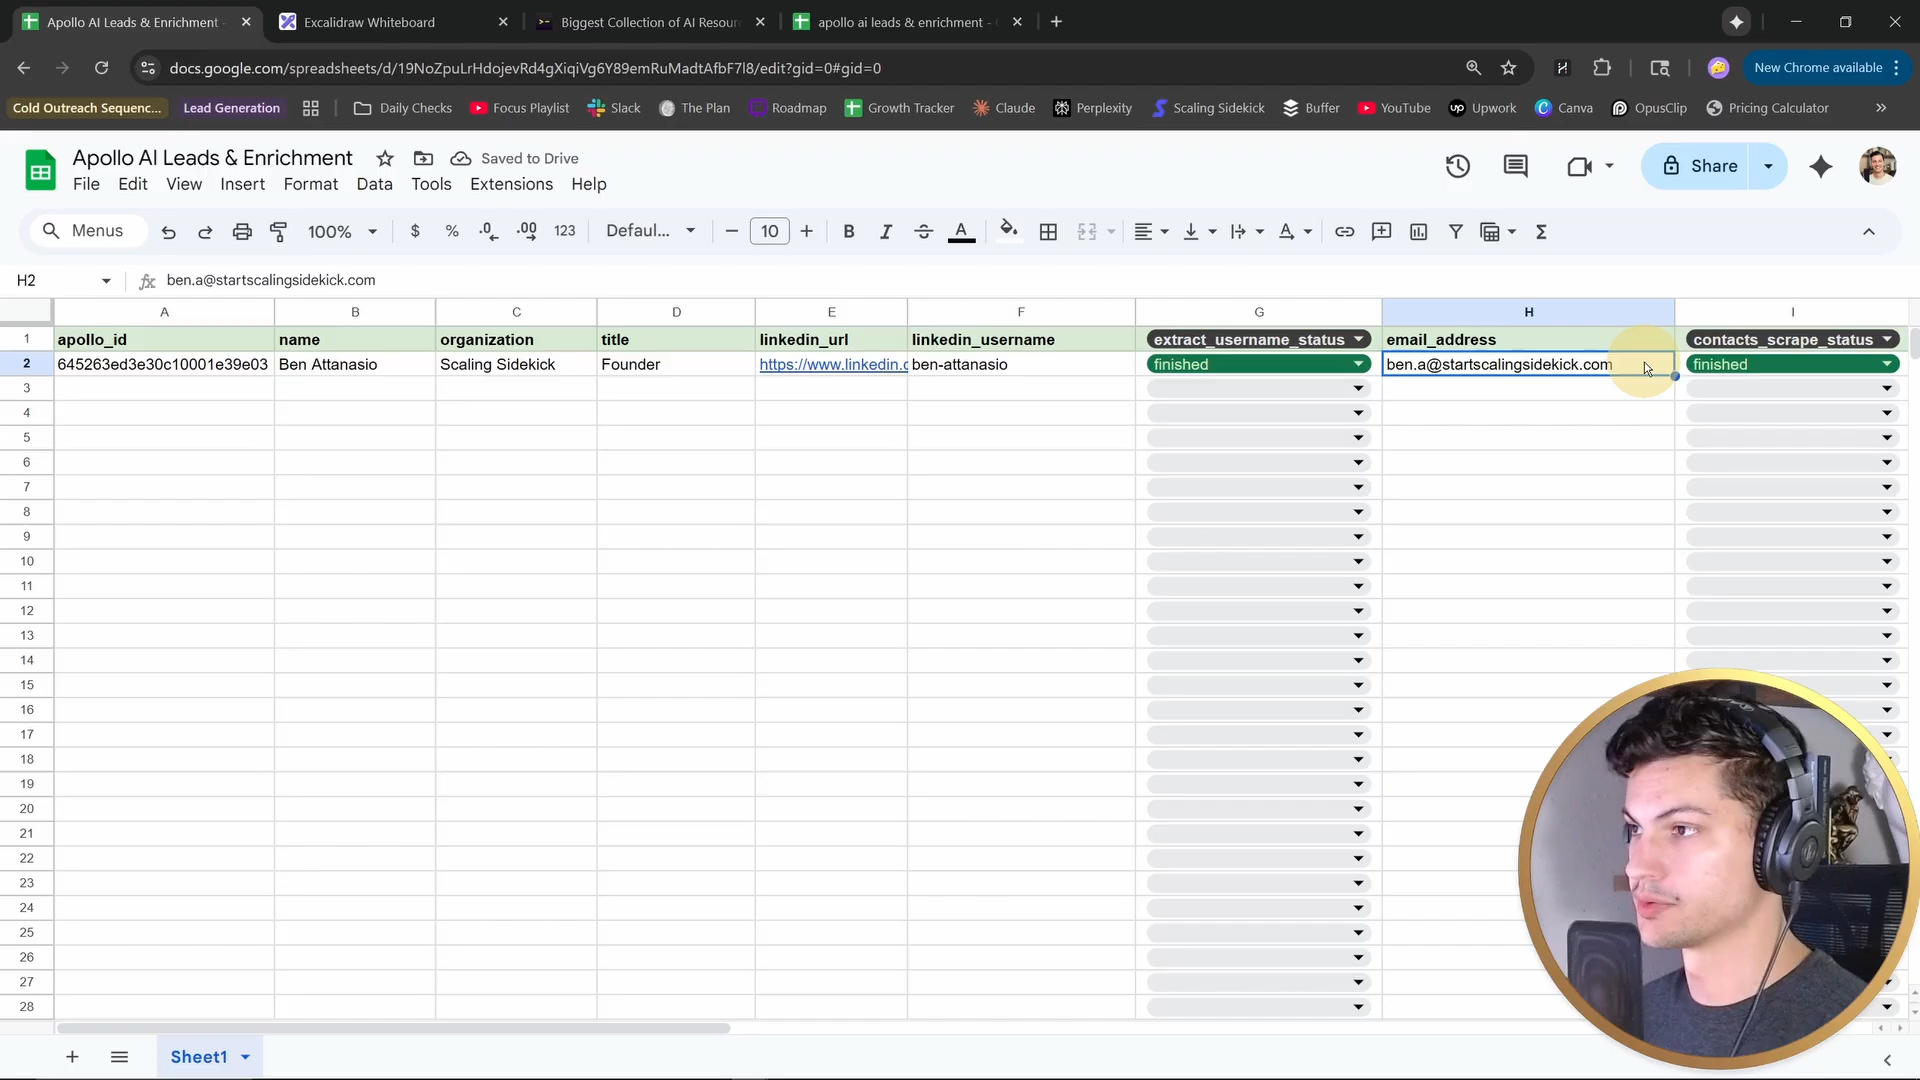 Apollo AI Leads & Enrichment -
Excalidraw Whiteboard
Biggest Collection of AI Resour
apollo ai leads & enrichment -
docs.google.com/spreadsheets/d/19NoZpuLrHdojevRd4gXiqiVg6Y89emRuMadtAfbF7l8/edit?gid=0#gid=0
New Chrome available
Cold Outreach Sequenc...
Lead Generation
Daily Checks
Focus Playlist
Slack
The Plan
Roadmap
Growth Tracker
Claude
Perplexity
Scaling Sidekick
Buffer
YouTube
up Upwork
Canva
OpusClip
Pricing Calculator
Apollo AI Leads & Enrichment
Saved to Drive
File Edit View Insert Format Data Tools Extensions Help
Share
Menus
100%
$ % .0 .00 123
Defaul...
10
B I S A
H2
fx ben.a@startscalingsidekick.com
A B C D E F G H I
1 apollo_id name organization title linkedin_url linkedin_username extract_username_status email_address contacts_scrape_status
2 645263ed3e30c10001e39e03 Ben Attanasio Scaling Sidekick Founder https://www.linkedin.c ben-attanasio finished ben.a@startscalingsidekick.com finished
3
4
5
6
7
8
9
10
11
12
13
14
15
16
17
18
19
20
21
22
23
24
25
26
27
28
Sheet1